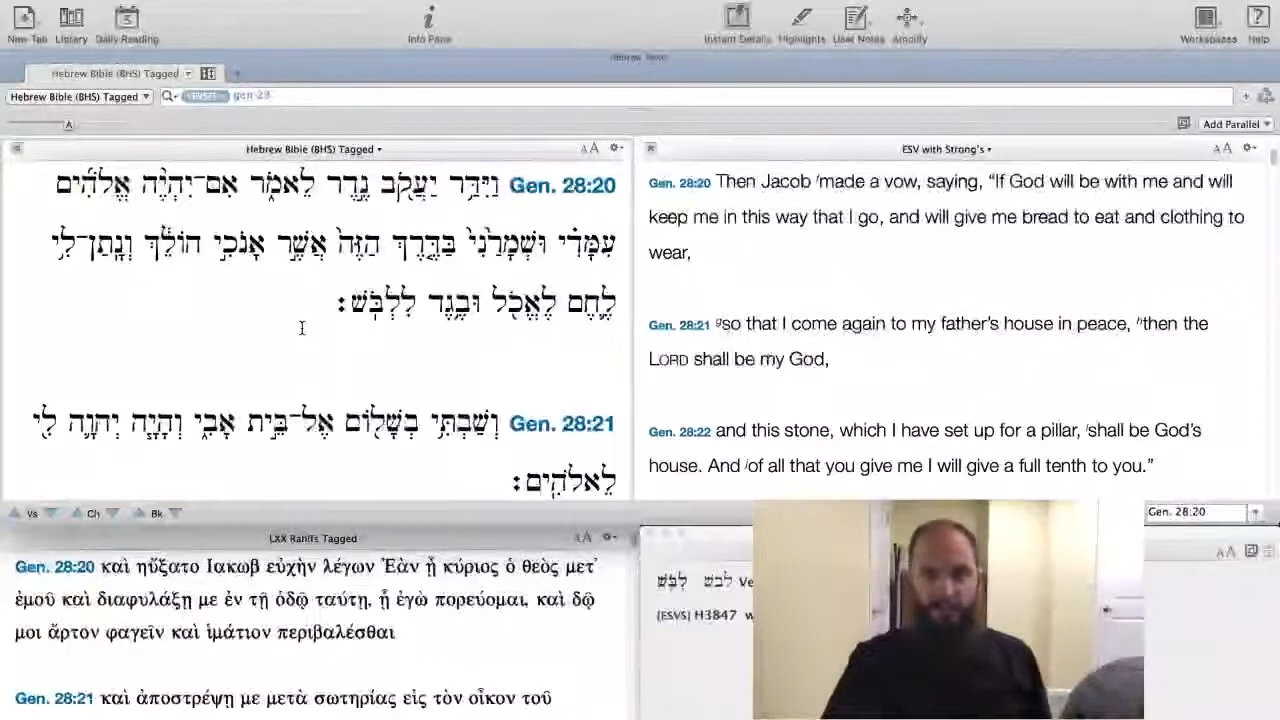 New Tab Library Daily Reading Info Pane Instant Details Highlights User Notes Amplify Workspaces Help
Hebrew Bible (BHS) Tagged
Hebrew Bible (BHS) Tagged gen 28
Add Parallel
Hebrew Bible (BHS) Tagged
Gen. 28:20 וַיִּדַּ֥ר יַעֲקֹ֖ב נֶ֣דֶר לֵאמֹ֑ר אִם־יִהְיֶ֨ה אֱלֹהִ֜ים
עִמָּדִ֗י וּשְׁמָרַ֙נִי֙ בַּדֶּ֤רֶךְ הַזֶּה֙ אֲשֶׁ֣ר אָנֹכִ֣י הוֹלֵ֔ךְ וְנָֽתַן־לִ֥י
לֶ֛חֶם לֶאֱכֹ֖ל וּבֶ֥גֶד לִלְבֹּֽשׁ׃
Gen. 28:21 וְשַׁבְתִּ֥י בְשָׁל֖וֹם אֶל־בֵּ֣ית אָבִ֑י וְהָיָ֧ה יְהוָ֛ה לִ֖י
לֵאלֹהִֽים׃
Vs Ch Bk
ESV with Strong's
Gen. 28:20 Then Jacob made a vow, saying, “If God will be with me and will
keep me in this way that I go, and will give me bread to eat and clothing to
wear,
Gen. 28:21 gso that I come again to my father’s house in peace, hthen the
LORD shall be my God,
Gen. 28:22 and this stone, which I have set up for a pillar, shall be God’s
house. And of all that you give me I will give a full tenth to you.”
Gen. 28:20
LXX Rahlfs Tagged
Gen. 28:20 καὶ ηὔξατο Ιακωβ εὐχὴν λέγων Ἐὰν ᾖ κύριος ὁ θεὸς μετ’
ἐμοῦ καὶ διαφυλάξῃ με ἐν τῇ ὁδῷ ταύτῃ, ᾗ ἐγὼ πορεύομαι, καὶ δῷ
μοι ἄρτον φαγεῖν καὶ ἱμάτιον περιβαλέσθαι
Gen. 28:21 καὶ ἀποστρέψῃ με μετὰ σωτηρίας εἰς τὸν οἶκον τοῦ
לבשׁ
(ESVS) H3847